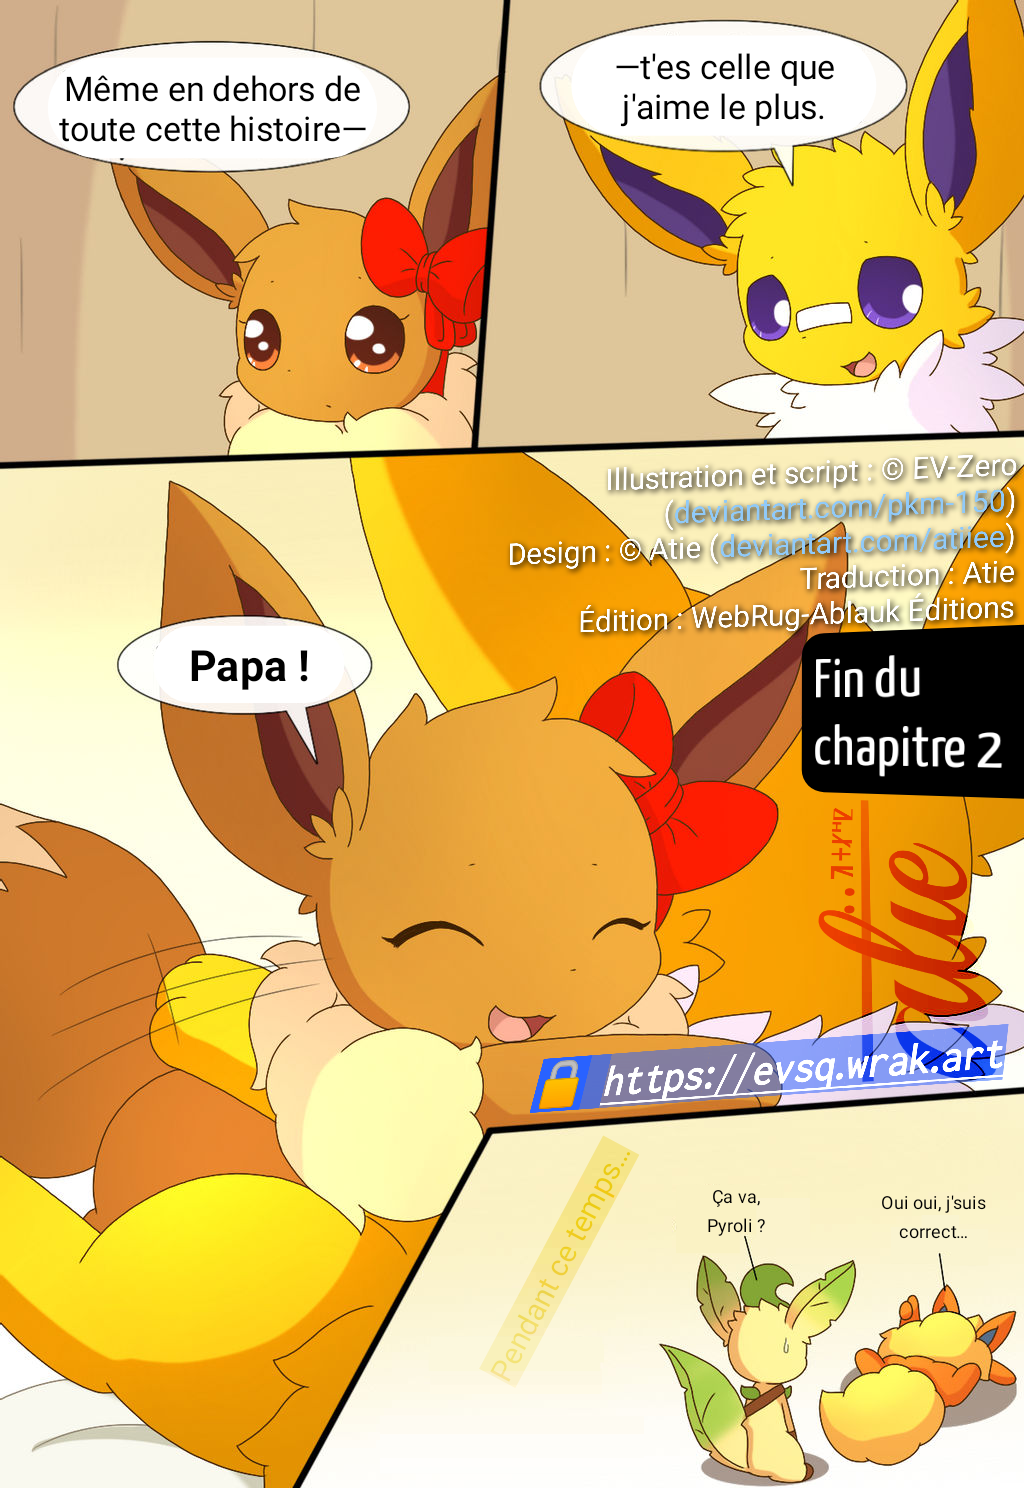 Même en dehors de
toute cette histoire—
—t'es celle que
j'aime le plus.
Illustration et script : © EV-Zero
(deviantart.com/pkm-150)
Design : © Atie (deviantart.com/atilee)
Traduction : Atie
Édition : WebRug-Ablauk Éditions
Papa !
Fin du
chapitre 2
https://evsq.wrak.art
Pendant ce temps...
Ça va,
Pyroli ?
Oui oui, j'suis
correct...